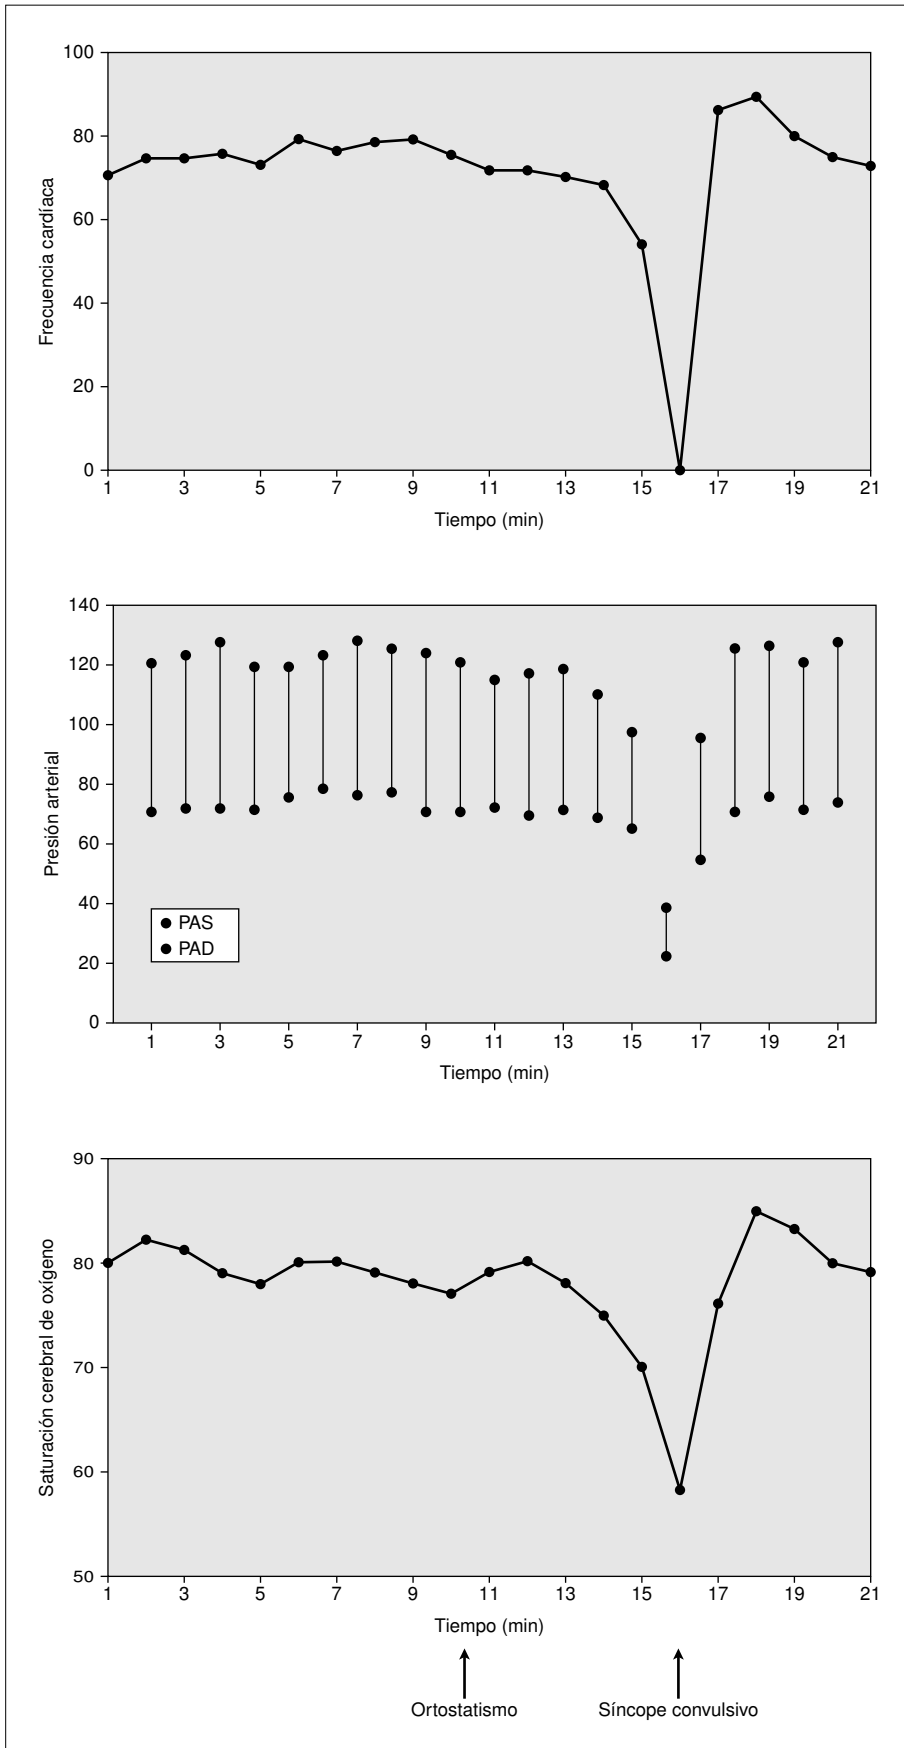 100
80
60
40
20
0
Frecuencia cardíaca
1 3 5 7 9 11 13 15 17 19 21
Tiempo (min)
140
120
100
80
60
40
20
0
Presión arterial
PAS
PAD
1 3 5 7 9 11 13 15 17 19 21
Tiempo (min)
90
80
70
60
50
Saturación cerebral de oxígeno
1 3 5 7 9 11 13 15 17 19 21
Tiempo (min)
Ortostatismo Síncope convulsivo